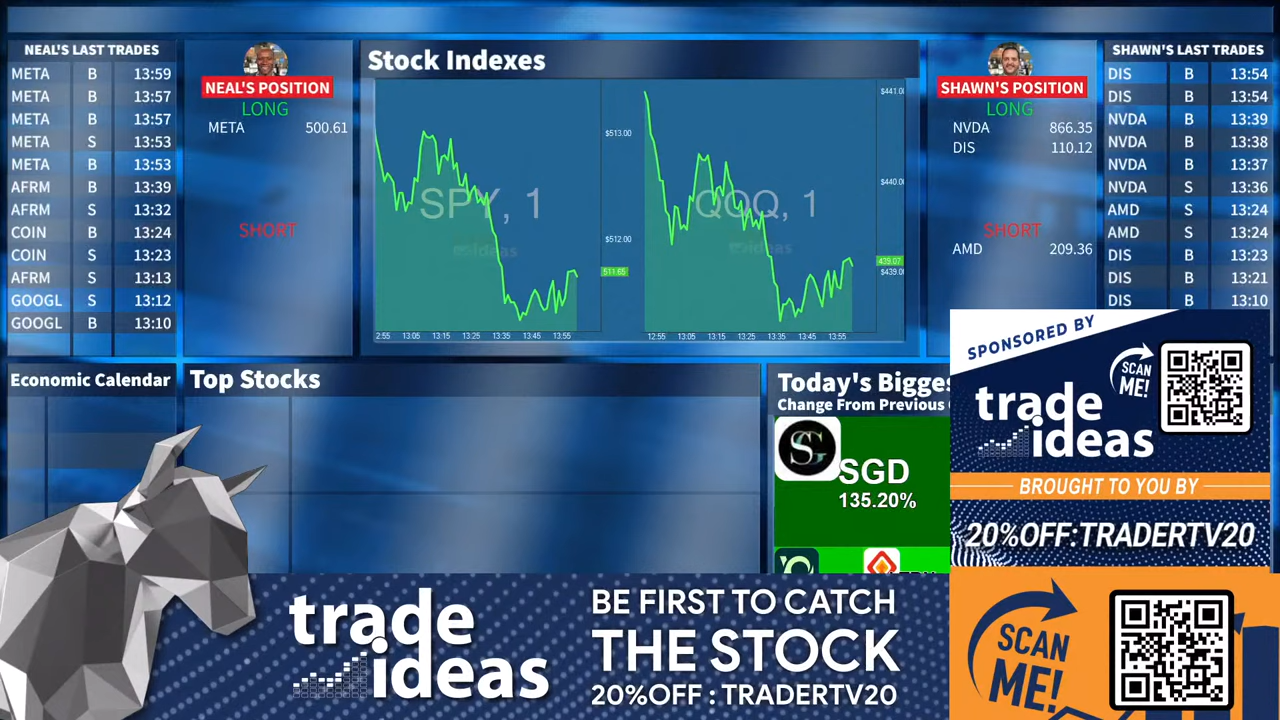 NEAL'S LAST TRADES
META B 13:59
META B 13:57
META B 13:57
META S 13:53
META B 13:53
AFRM B 13:39
AFRM S 13:32
COIN B 13:24
COIN S 13:23
AFRM S 13:13
GOOGL S 13:12
GOOGL B 13:10
NEAL'S POSITION
LONG
META 500.61
SHORT
Stock Indexes
SPY, 1
ideas
$513.00
$512.00
511.65
2:55 13:05 13:15 13:25 13:35 13:45 13:55
QQQ, 1
ideas
$441.00
$440.00
439.07
$439.00
12:55 13:05 13:15 13:25 13:35 13:45 13:55
SHAWN'S POSITION
LONG
NVDA 866.35
DIS 110.12
SHORT
AMD 209.36
SHAWN'S LAST TRADES
DIS B 13:54
DIS B 13:54
NVDA B 13:39
NVDA B 13:38
NVDA B 13:37
NVDA S 13:36
AMD S 13:24
AMD S 13:24
DIS B 13:23
DIS B 13:21
DIS B 13:10
Economic Calendar
Top Stocks
Today's Bigges
Change From Previous
SG
SGD
135.20%
SPONSORED BY
SCAN
ME!
trade
ideas
BROUGHT TO YOU BY
20%OFF:TRADERTV20
trade
ideas
BE FIRST TO CATCH
THE STOCK
20%OFF : TRADERTV20
SCAN
ME!